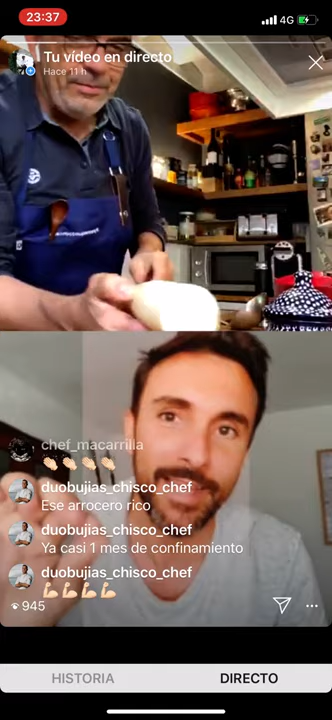 23:37
4G
Tu vídeo en directo
Hace 11 h
chef_macarrilla
👏🏻👏🏻👏🏻👏🏻
duobujias_chisco_chef
Ese arrocero rico
duobujias_chisco_chef
Ya casi 1 mes de confinamiento
duobujias_chisco_chef
💪🏻💪🏻💪🏻💪🏻
945
HISTORIA
DIRECTO